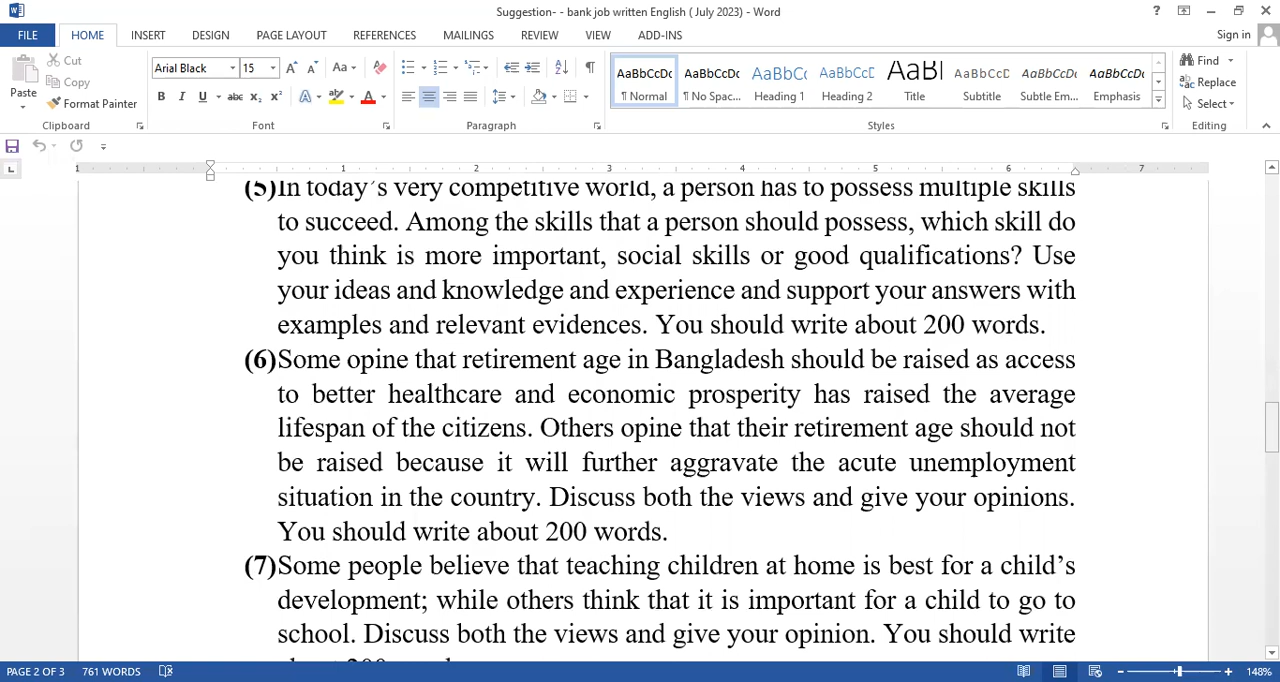 Suggestion- - bank job written English ( July 2023) - Word
FILE HOME INSERT DESIGN PAGE LAYOUT REFERENCES MAILINGS REVIEW VIEW ADD-INS Sign in
Paste Cut
Copy
Format Painter
Arial Black 15
AaBbCcDc AaBbCcDc AaBbCc AaBbCcC AaBl AaBbCcD AaBbCcDc AaBbCcDc
¶ Normal ¶ No Spac... Heading 1 Heading 2 Title Subtitle Subtle Em... Emphasis
Find
Replace
Select
Clipboard Font Paragraph Styles Editing
1 1 2 3 4 5 6 7
(5)In today’s very competitive world, a person has to possess multiple skills
to succeed. Among the skills that a person should possess, which skill do
you think is more important, social skills or good qualifications? Use
your ideas and knowledge and experience and support your answers with
examples and relevant evidences. You should write about 200 words.
(6)Some opine that retirement age in Bangladesh should be raised as access
to better healthcare and economic prosperity has raised the average
lifespan of the citizens. Others opine that their retirement age should not
be raised because it will further aggravate the acute unemployment
situation in the country. Discuss both the views and give your opinions.
You should write about 200 words.
(7)Some people believe that teaching children at home is best for a child’s
development; while others think that it is important for a child to go to
school. Discuss both the views and give your opinion. You should write
PAGE 2 OF 3 761 WORDS 148%